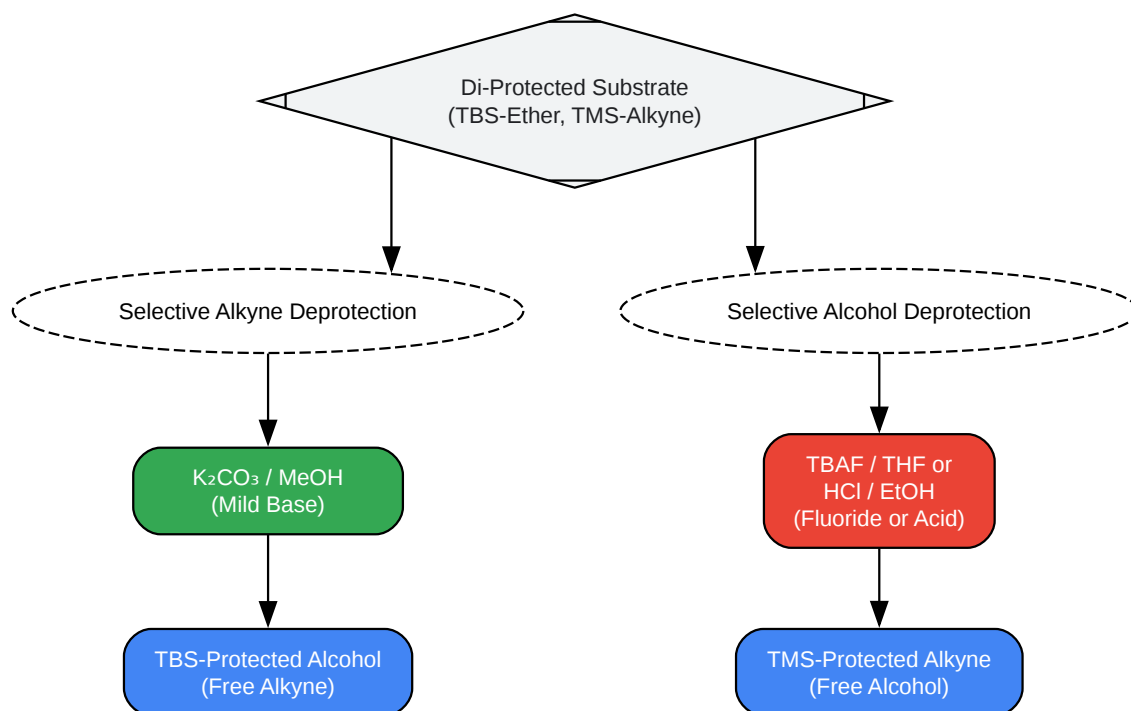 Di-Protected Substrate
(TBS-Ether, TMS-Alkyne)
Selective Alkyne Deprotection
Selective Alcohol Deprotection
K₂CO₃ / MeOH
(Mild Base)
TBAF / THF or
HCl / EtOH
(Fluoride or Acid)
TBS-Protected Alcohol
(Free Alkyne)
TMS-Protected Alkyne
(Free Alcohol)